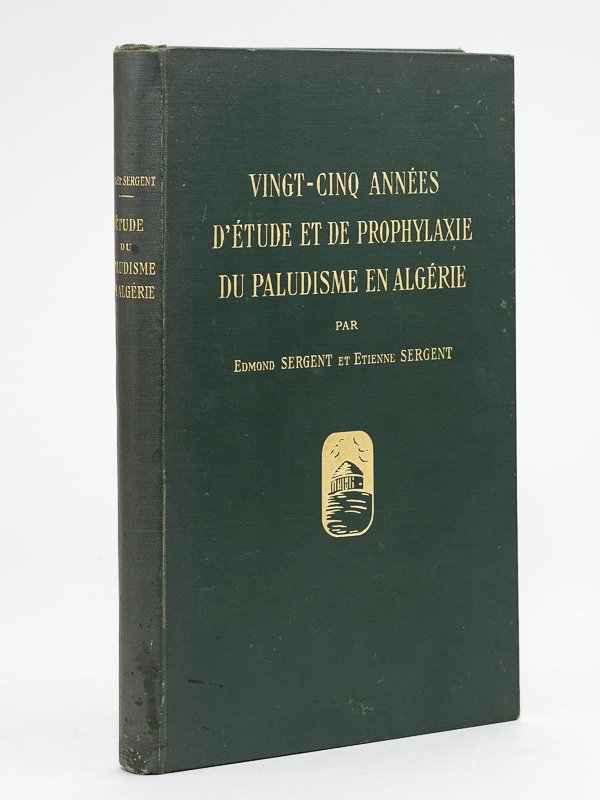 SERGENT
ÉTUDE
DU
PALUDISME
ALGÉRIE
VINGT-CINQ ANNÉES
D'ÉTUDE ET DE PROPHYLAXIE
DU PALUDISME EN ALGÉRIE
PAR
EDMOND SERGENT ET ETIENNE SERGENT